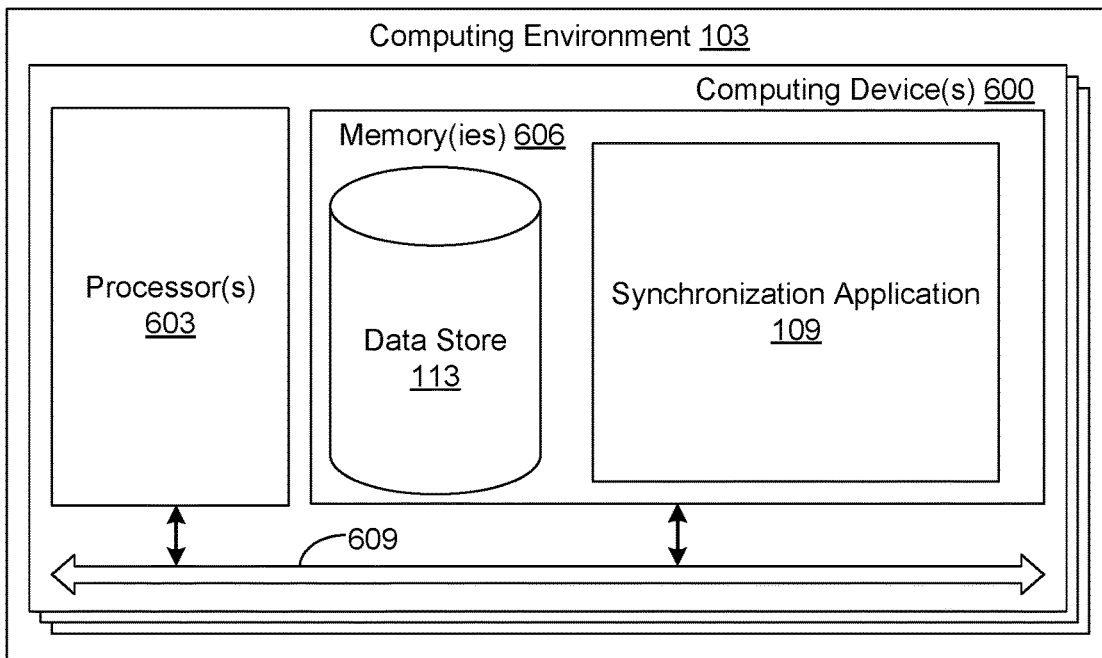 Computing Environment 103
Computing Device(s) 600
Memory(ies) 606
Processor(s)
603
Data Store
113
Synchronization Application
109
609